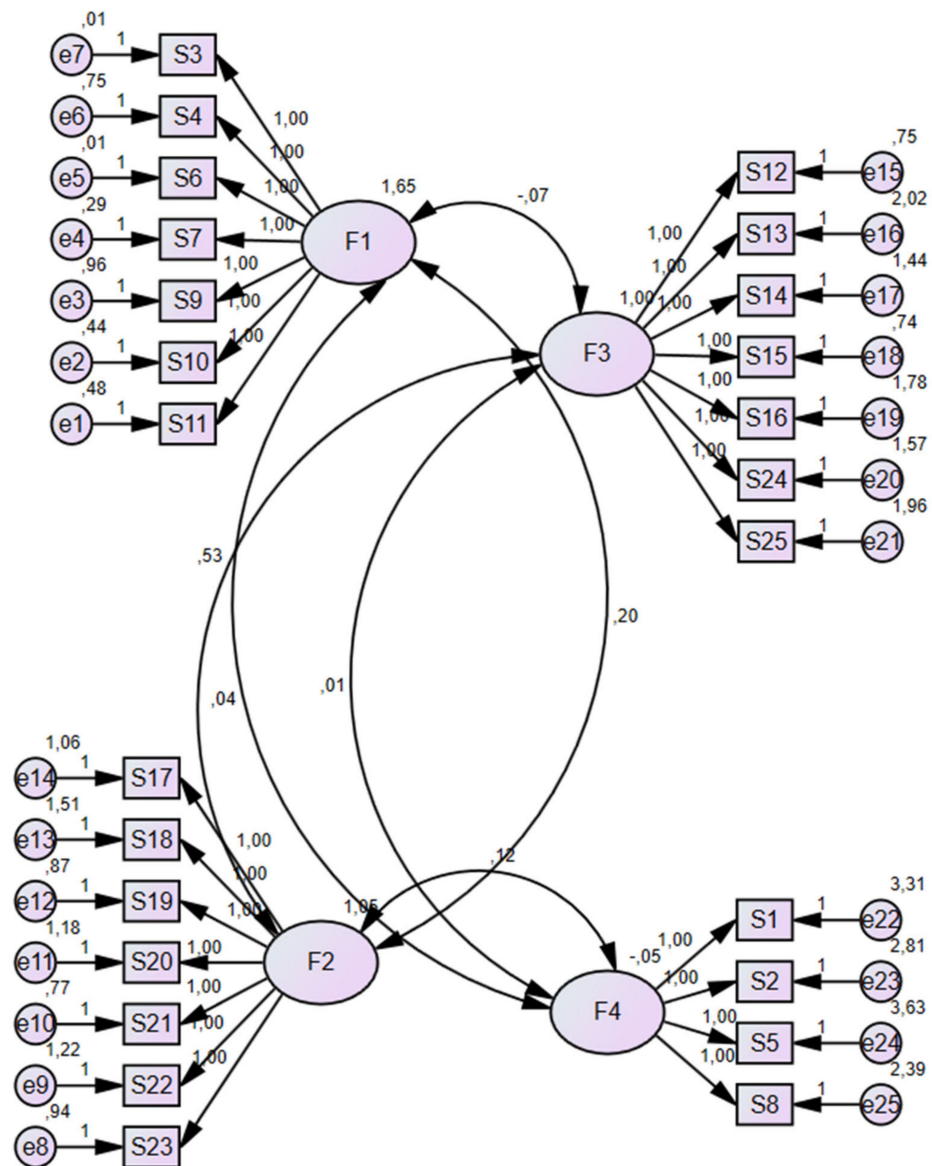 ,01
e7 1 S3
,75
e6 1 S4
1,00
,01
e5 1 S6
1,00
,29
e4 1 S7
1,00
1,00
,96
e3 1 S9
1,00
,44
e2 1 S10
1,00
,48
e1 1 S11
1,00
1,65
F1
-,07
,75
S12 1 e15
2,02
S13 1 e16
1,00
1,44
S14 1 e17
1,00
1,00
1,00
,74
S15 1 e18
1,00
1,78
S16 1 e19
1,00
1,57
S24 1 e20
1,00
1,96
S25 1 e21
1,00
F3
,53
,20
,01
,04
1,06
e14 1 S17
1,51
e13 1 S18
1,00
,87
e12 1 S19
1,00
1,18
e11 1 S20
1,00
1,00
,77
e10 1 S21
1,00
1,22
e9 1 S22
1,00
,94
e8 1 S23
1,00
1,05
F2
,12
-,05
F4
3,31
S1 1 e22
1,00
2,81
S2 1 e23
1,00
3,63
S5 1 e24
1,00
2,39
S8 1 e25
1,00